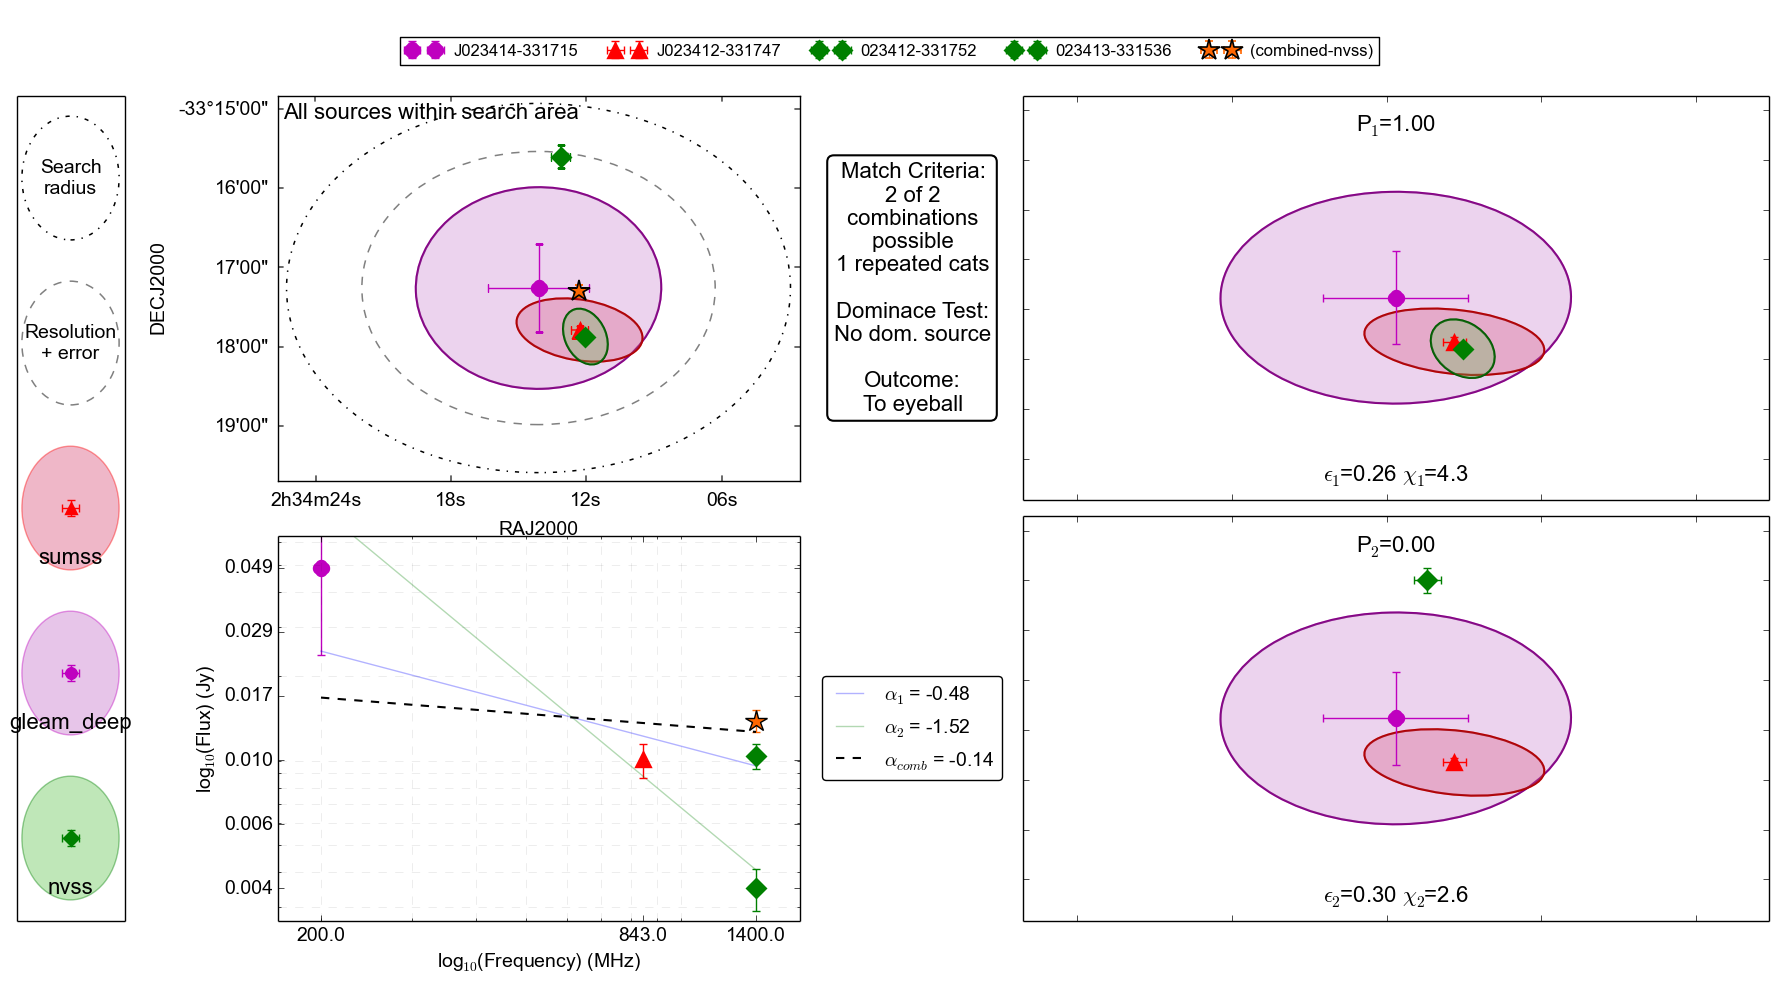 J023414-331715
J023412-331747
023412-331752
023413-331536
(combined-nvss)
Search
radius
Resolution
+ error
sumss
gleam_deep
nvss
All sources within search area
-33°15'00"
16'00"
17'00"
18'00"
19'00"
DECJ2000
2h34m24s
18s
12s
06s
RAJ2000
Match Criteria:
2 of 2
combinations
possible
1 repeated cats
Dominace Test:
No dom. source
Outcome:
To eyeball
P₁=1.00
ϵ₁=0.26 χ₁=4.3
P₂=0.00
ϵ₂=0.30 χ₂=2.6
0.049
0.029
0.017
0.010
0.006
0.004
log₁₀(Flux) (Jy)
200.0
843.0
1400.0
log₁₀(Frequency) (MHz)
α₁ = -0.48
α₂ = -1.52
α_comb = -0.14